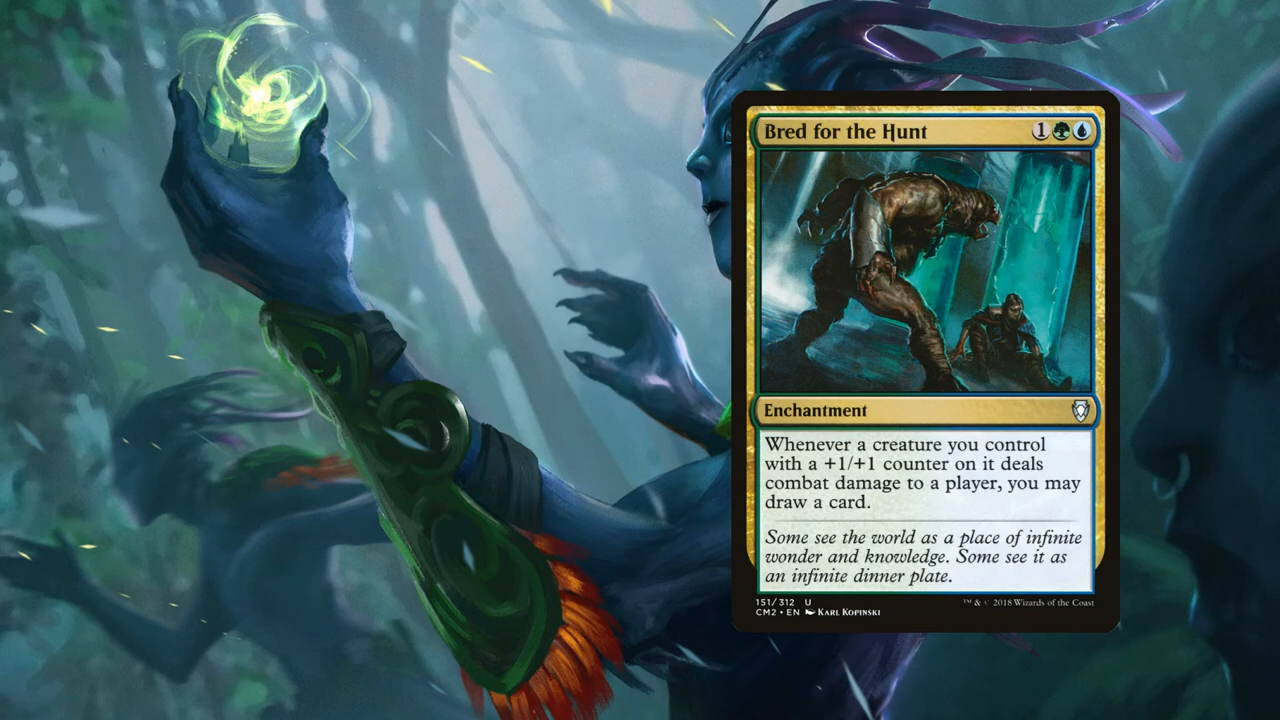 Bred for the Hunt 1
Enchantment
Whenever a creature you control
with a +1/+1 counter on it deals
combat damage to a player, you may
draw a card.
Some see the world as a place of infinite
wonder and knowledge. Some see it as
an infinite dinner plate.
151/312 U
CM2 • EN Karl Kopinski
™ & © 2018 Wizards of the Coast